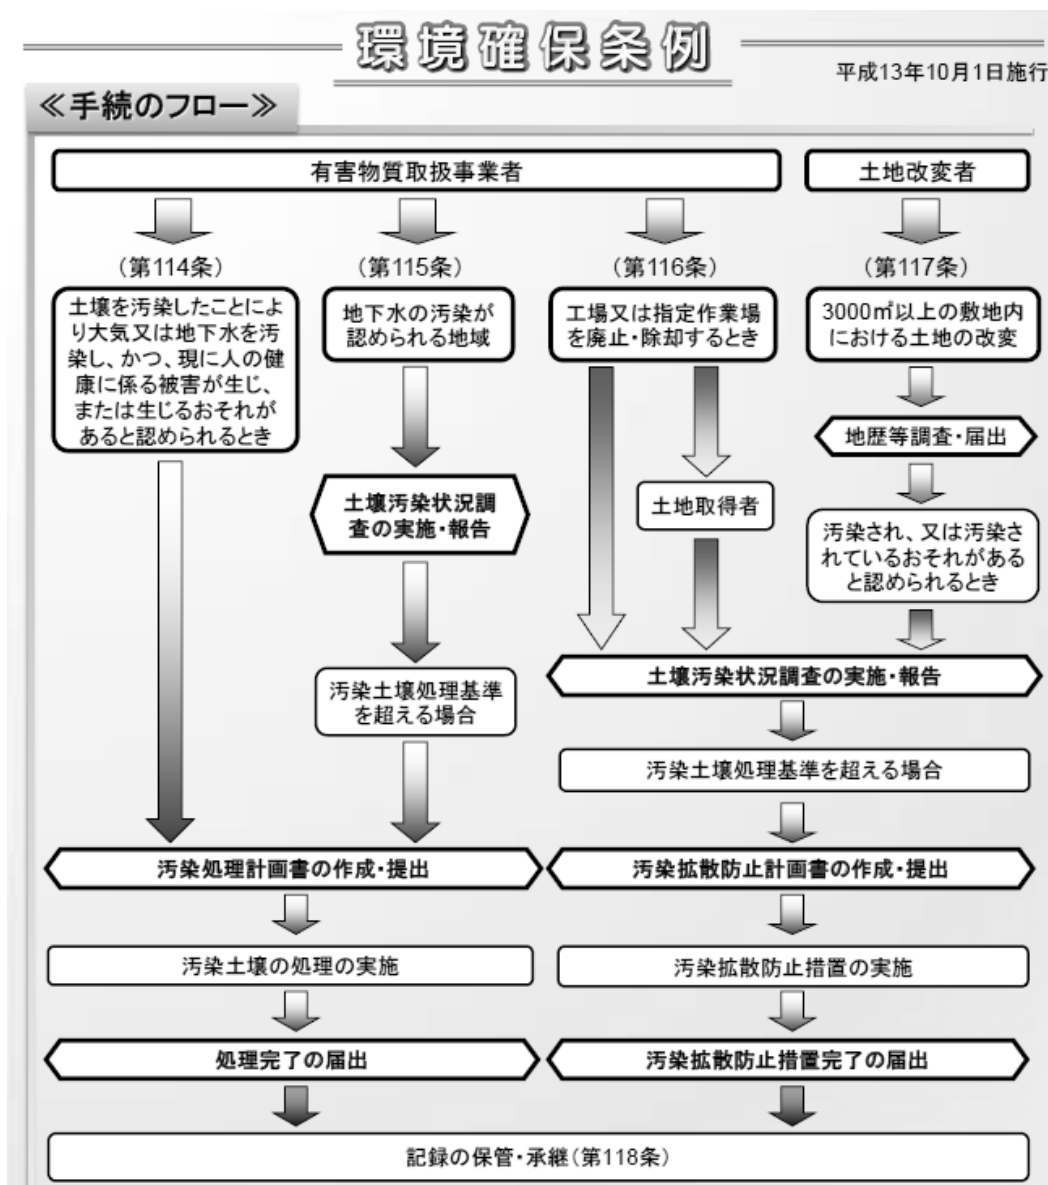 環境確保条例
平成13年10月1日施行
≪手続のフロー≫
有害物質取扱事業者
土地改変者
（第114条）
（第115条）
（第116条）
（第117条）
土壌を汚染したことによ
り大気又は地下水を汚
染し、かつ、現に人の健
康に係る被害が生じ、
または生じるおそれが
あると認められるとき
地下水の汚染が
認められる地域
工場又は指定作業場
を廃止・除却するとき
3000㎡以上の敷地内
における土地の改変
地歴等調査・届出
土壌汚染状況調
査の実施・報告
土地取得者
汚染され、又は汚染さ
れているおそれがある
と認められるとき
土壌汚染状況調査の実施・報告
汚染土壌処理基準
を超える場合
汚染土壌処理基準を超える場合
汚染処理計画書の作成・提出
汚染拡散防止計画書の作成・提出
汚染土壌の処理の実施
汚染拡散防止措置の実施
処理完了の届出
汚染拡散防止措置完了の届出
記録の保管・承継（第118条）